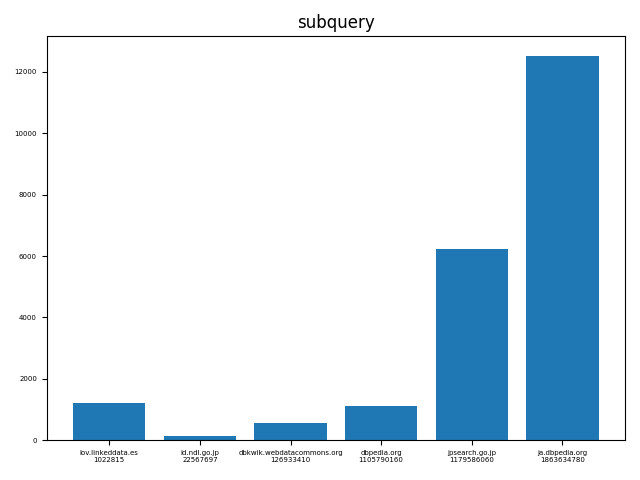 subquery
12000
10000
8000
6000
4000
2000
0
lov.linkeddata.es
1022815
id.ndl.go.jp
22567697
dbkwik.webdatacommons.org
126933410
dbpedia.org
1105790160
jpsearch.go.jp
1179586060
ja.dbpedia.org
1863634780